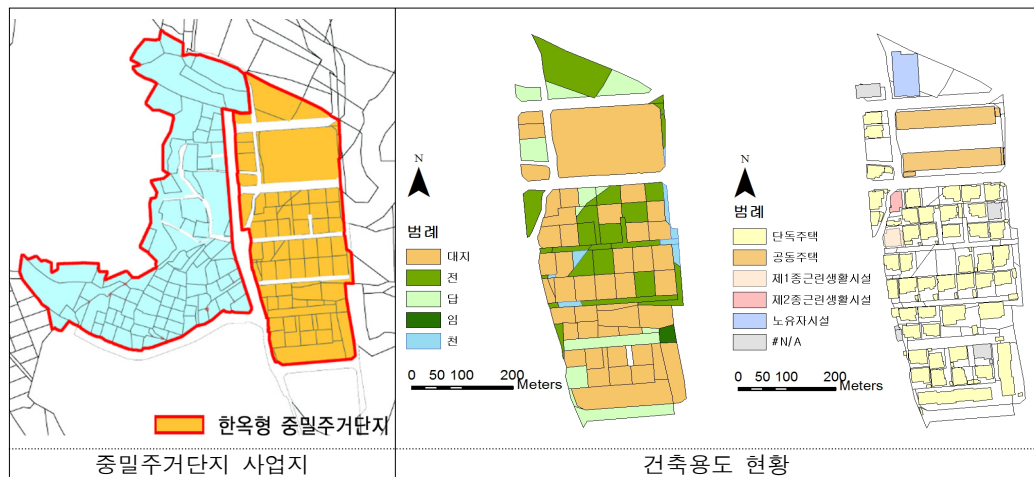 한옥형 중밀주거단지
중밀주거단지 사업지
N
범례
대지
전
답
임
천
0 50 100 200
Meters
N
범례
단독주택
공동주택
제1종근린생활시설
제2종근린생활시설
노유자시설
#N/A
0 50 100 200
Meters
건축용도 현황